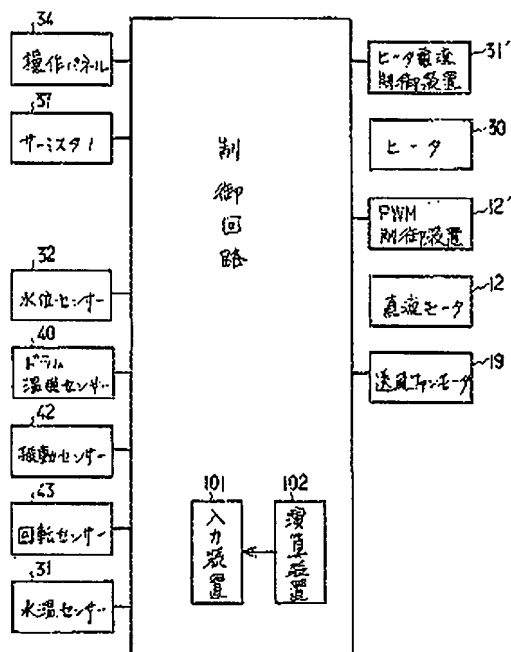 34
操作パネル
37
サーミスタ1
32
水位センサー
40
ドラム
温度センサー
42
振動センサー
43
回転センサー
31
水温センサー
制
御
回
路
101
入力装置
102
演算装置
31'
ヒータ電流
制御装置
30
ヒータ
12'
PWM
制御装置
12
直流モータ
19
送風ファンモータ